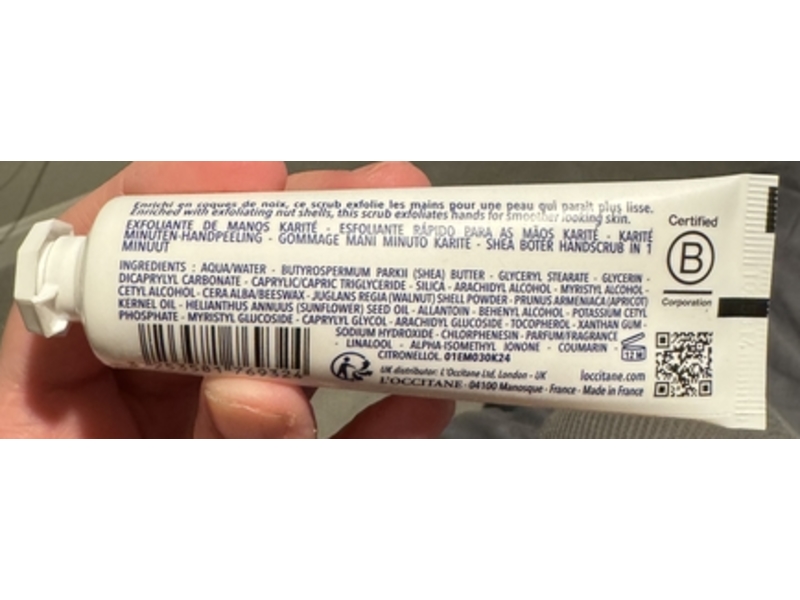 Enrichi en coques de noix, ce scrub exfolie les mains pour une peau qui paraît plus lisse.
Enriched with exfoliating nut shells, this scrub exfoliates hands for smoother looking skin.
EXFOLIANTE DE MANOS KARITÉ - ESFOLIANTE RÁPIDO PARA AS MÃOS KARITÉ - KARITÉ
MINUTEN-HANDPEELING - GOMMAGE MANI MINUTO KARITÉ - SHEA BOTER HANDSCRUB IN 1
MINUUT
INGREDIENTS : AQUA/WATER - BUTYROSPERMUM PARKII (SHEA) BUTTER - GLYCERYL STEARATE - GLYCERIN -
DICAPRYLYL CARBONATE - CAPRYLIC/CAPRIC TRIGLYCERIDE - SILICA - ARACHIDYL ALCOHOL - MYRISTYL ALCOHOL -
CETYL ALCOHOL - CERA ALBA/BEESWAX - JUGLANS REGIA (WALNUT) SHELL POWDER - PRUNUS ARMENIACA (APRICOT)
KERNEL OIL - HELIANTHUS ANNUUS (SUNFLOWER) SEED OIL - ALLANTOIN - BEHENYL ALCOHOL - POTASSIUM CETYL
PHOSPHATE - MYRISTYL GLUCOSIDE - CAPRYLYL GLYCOL - ARACHIDYL GLUCOSIDE - TOCOPHEROL - XANTHAN GUM -
SODIUM HYDROXIDE - CHLORPHENESIN - PARFUM/FRAGRANCE
LINALOOL - ALPHA-ISOMETHYL IONONE - COUMARIN -
CITRONELLOL. 01EM030K24
12 M
UK distributor: L'Occitane Ltd, London - UK
loccitane.com
L'OCCITANE - 04100 Manosque - France - Made in France
Certified
B
Corporation